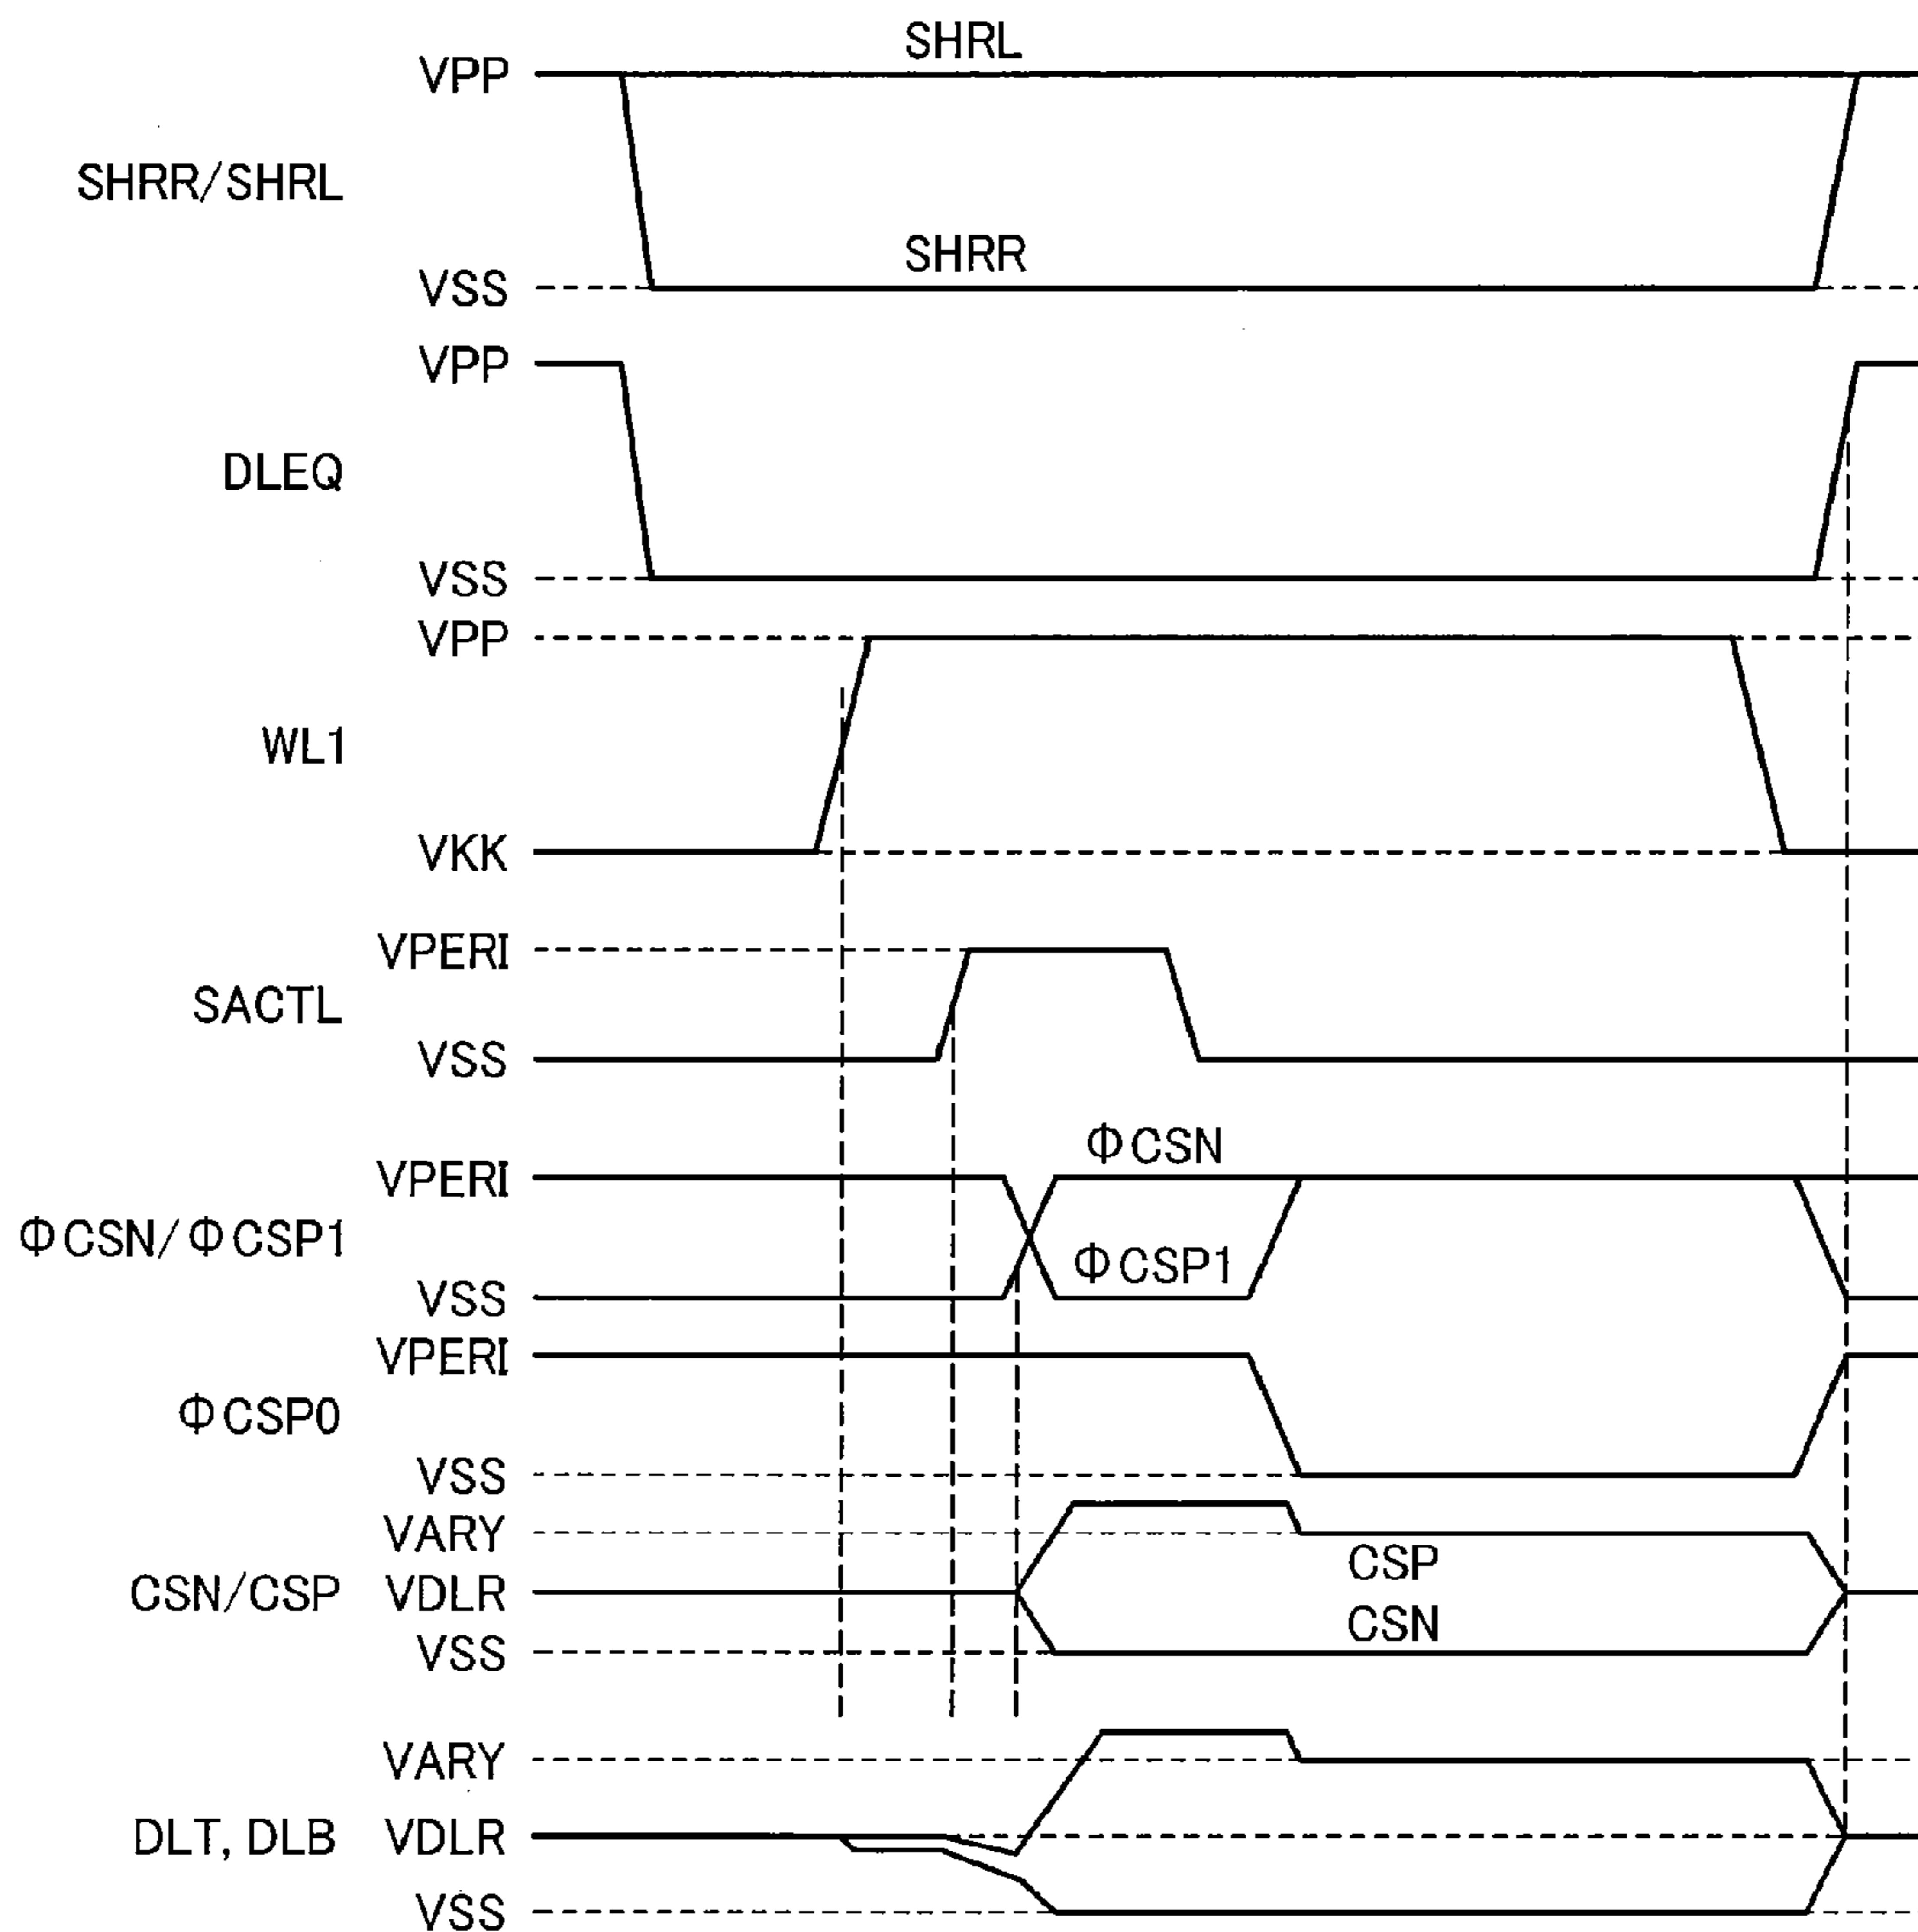 SHRL
VPP
SHRR/SHRL
SHRR
VSS
VPP
DLEQ
VSS
VPP
WL1
VKK
VPERI
SACTL
VSS
ΦCSN
VPERI
ΦCSN/ΦCSP1
ΦCSP1
VSS
VPERI
ΦCSP0
VSS
VARY
CSP
CSN/CSP VDLR
CSN
VSS
VARY
DLT, DLB VDLR
VSS